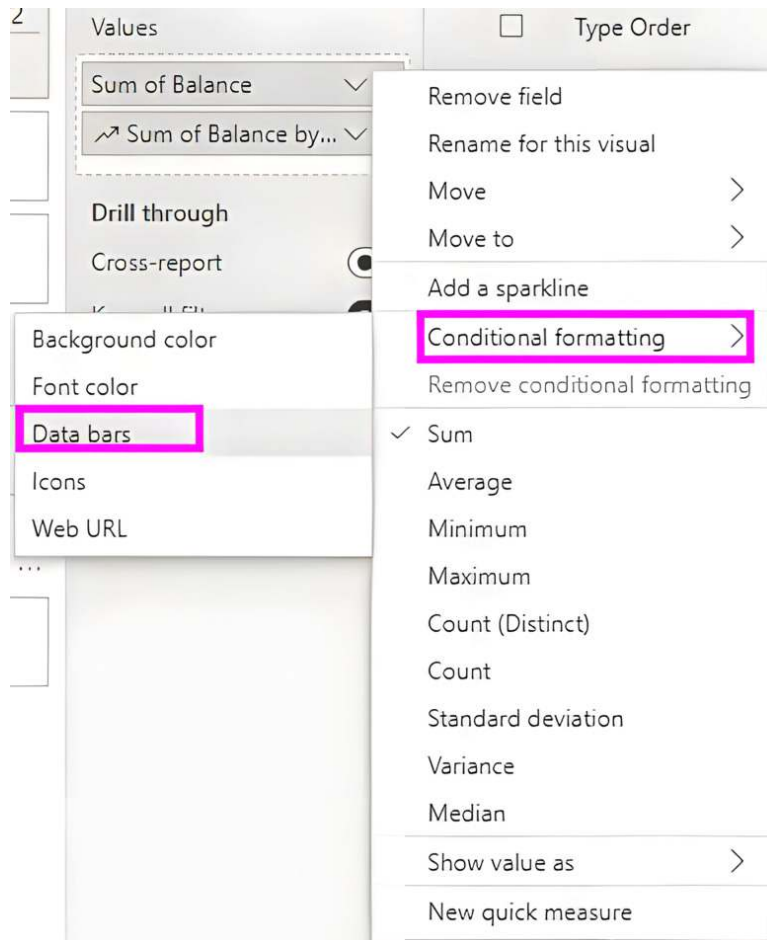 2
Values
Type Order
Sum of Balance
Sum of Balance by...
Drill through
Cross-report
Remove field
Rename for this visual
Move
Move to
Add a sparkline
Conditional formatting
Remove conditional formatting
Background color
Font color
Data bars
Icons
Web URL
...
Sum
Average
Minimum
Maximum
Count (Distinct)
Count
Standard deviation
Variance
Median
Show value as
New quick measure